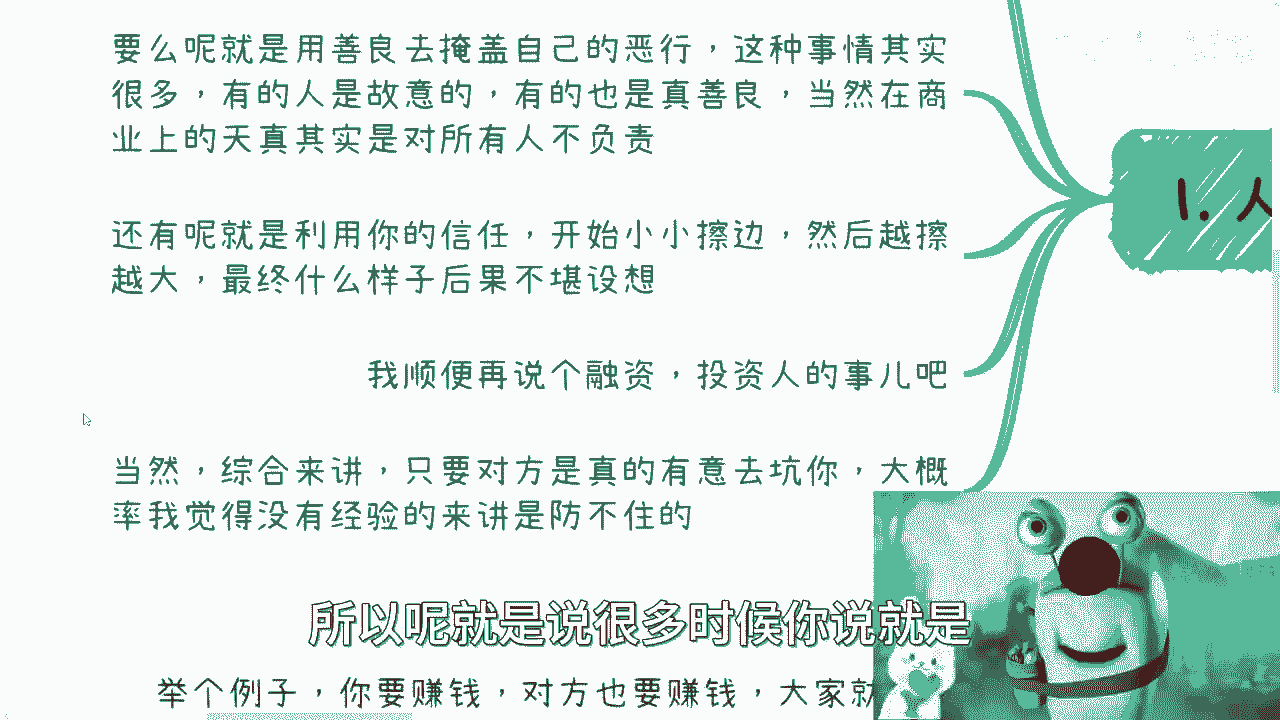 要么呢就是用善良去掩盖自己的恶行，这种事情其实
很多，有的人是故意的，有的也是真善良，当然在商
业上的天真其实是对所有人不负责
1. 人
还有呢就是利用你的信任，开始小小擦边，然后越擦
越大，最终什么样子后果不堪设想
我顺便再说个融资，投资人的事儿吧
当然，综合来讲，只要对方是真的有意去坑你，大概
率我觉得没有经验的来讲是防不住的
所以呢就是说很多时候你说就是
举个例子，你要赚钱，对方也要赚钱，大家就